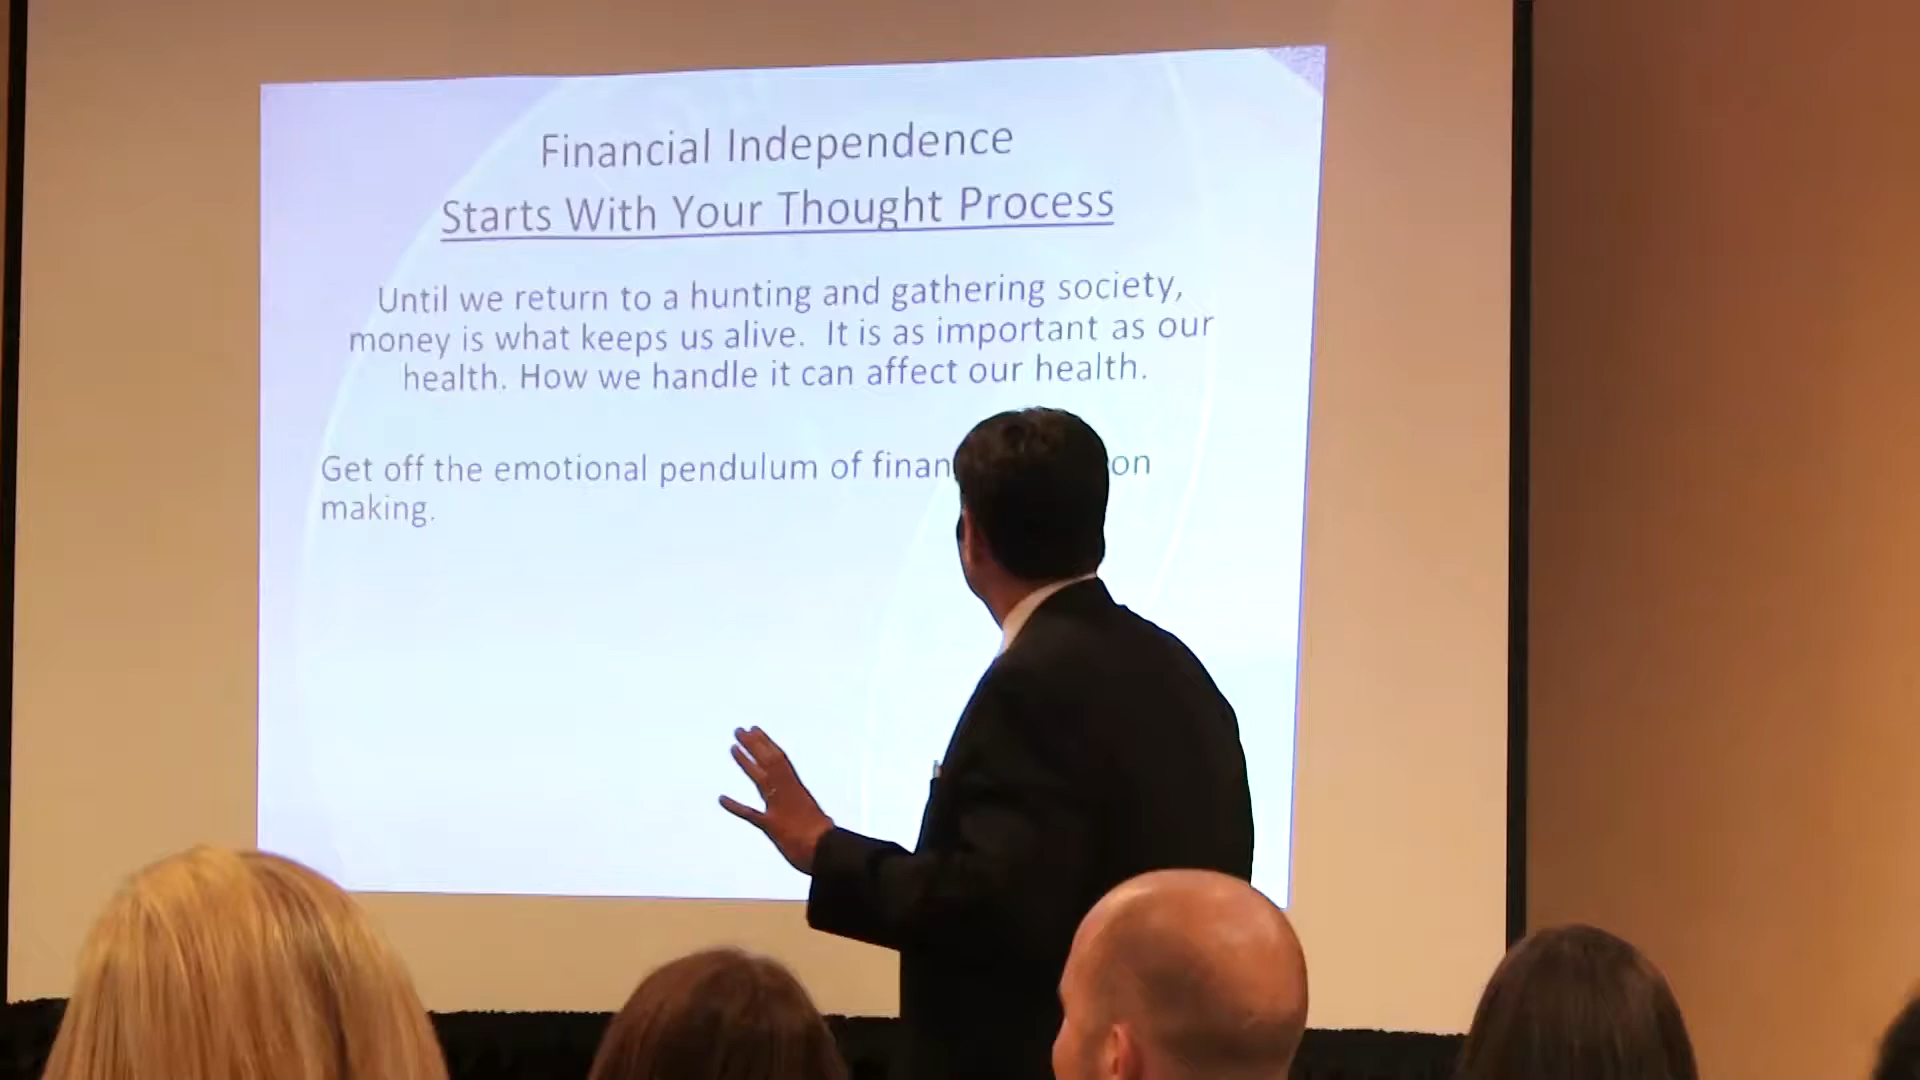 Financial Independence
Starts With Your Thought Process
Until we return to a hunting and gathering society,
money is what keeps us alive.  It is as important as our
health. How we handle it can affect our health.
Get off the emotional pendulum of finan on
making.